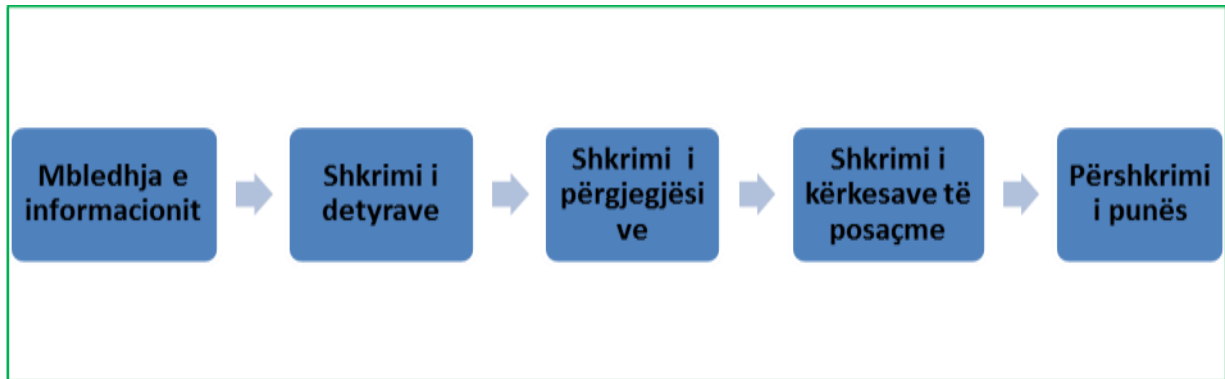 Mbledhja e
informacionit
Shkrimi i
detyrave
Shkrimi i
përgjegjësi
ve
Shkrimi i
kërkesave të
posaçme
Përshkrimi
i punës